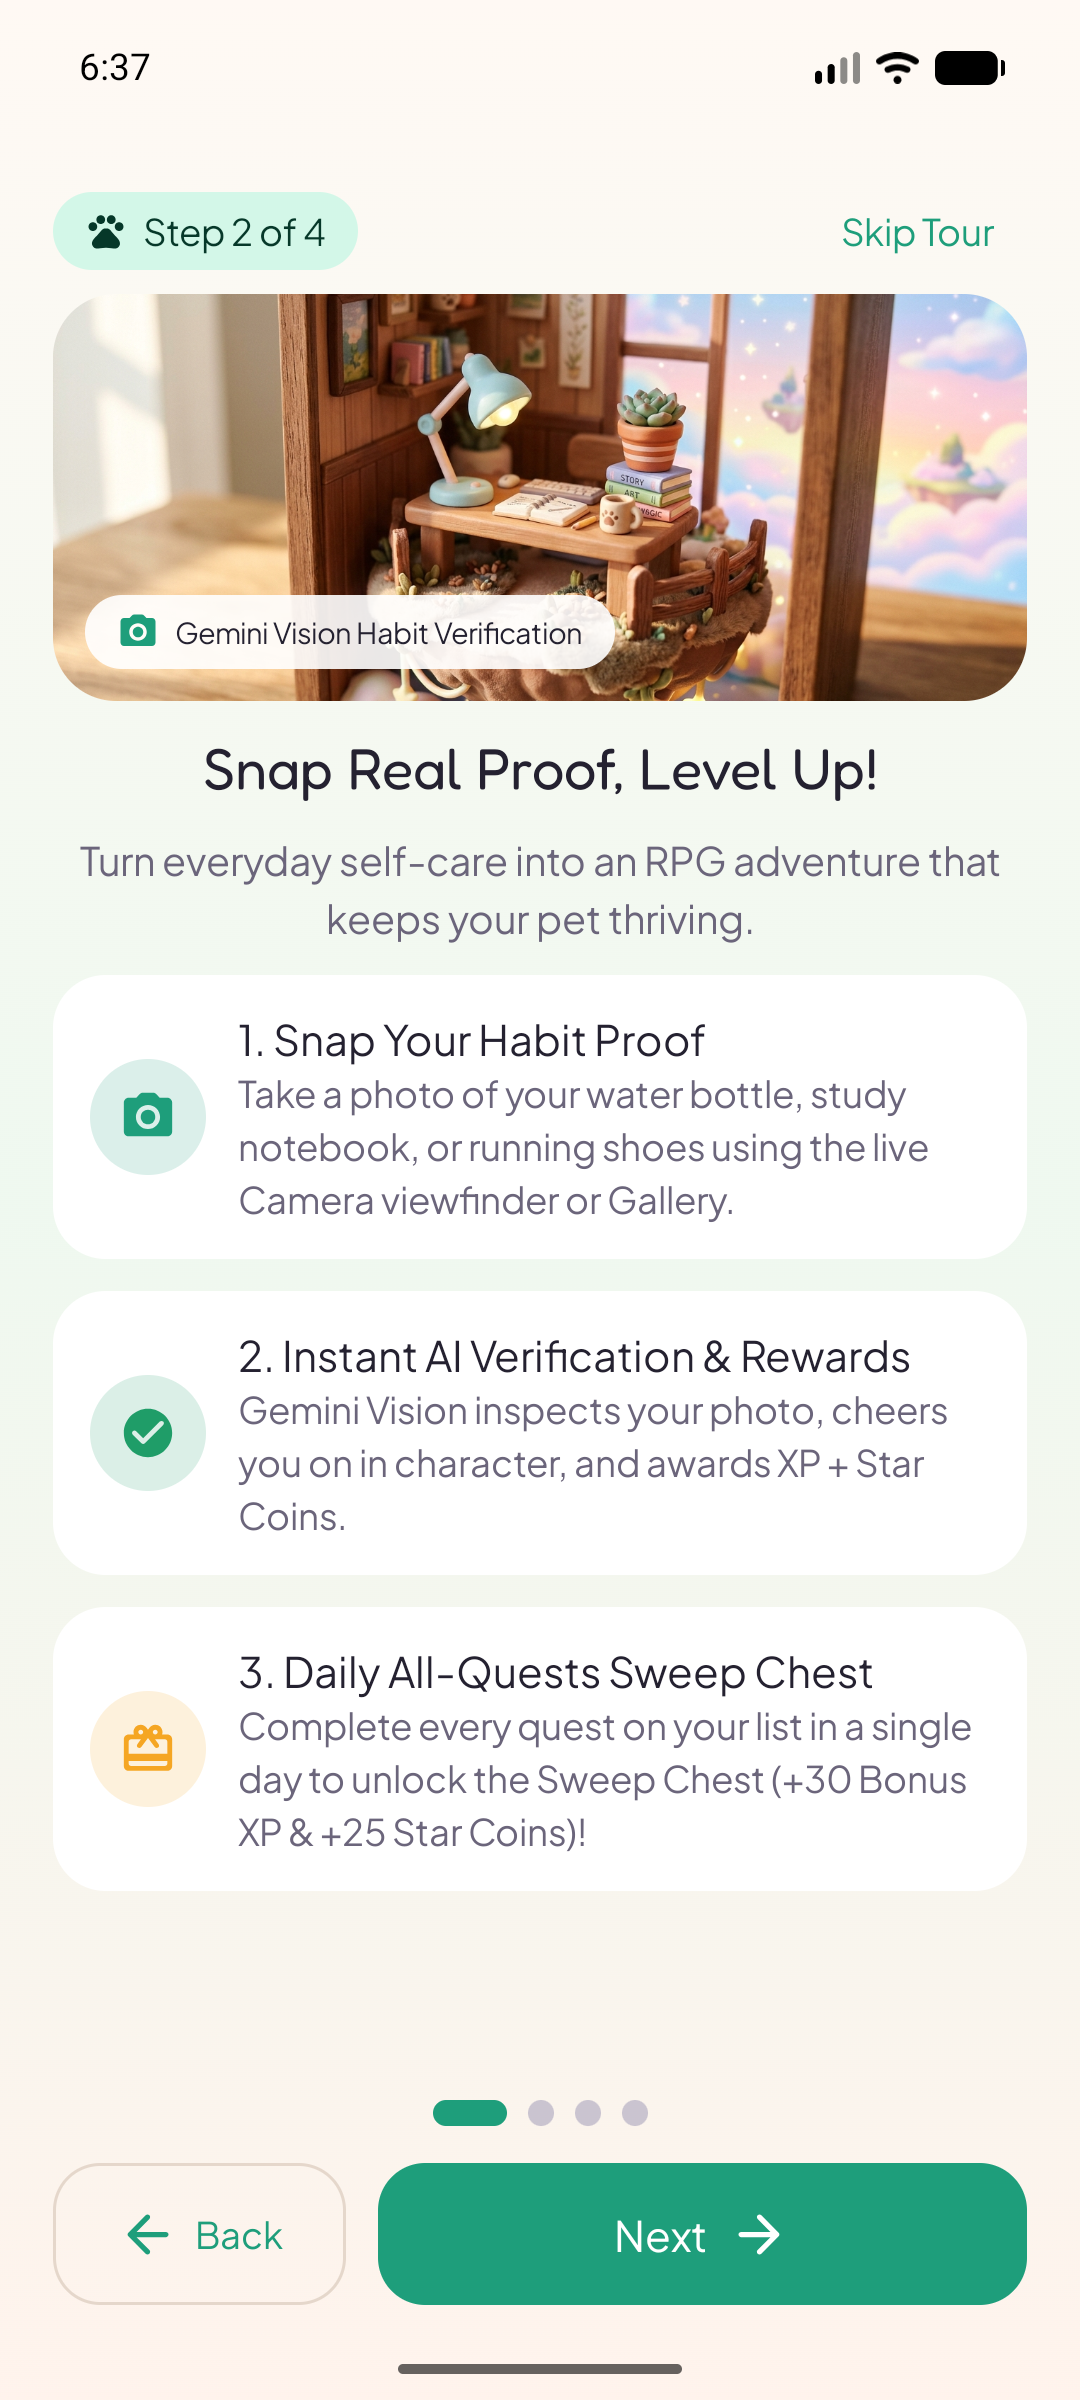 6:37
Step 2 of 4
Skip Tour
STORY
ART
Gemini Vision Habit Verification
Snap Real Proof, Level Up!
Turn everyday self-care into an RPG adventure that
keeps your pet thriving.
1. Snap Your Habit Proof
Take a photo of your water bottle, study
notebook, or running shoes using the live
Camera viewfinder or Gallery.
2. Instant AI Verification & Rewards
Gemini Vision inspects your photo, cheers
you on in character, and awards XP + Star
Coins.
3. Daily All-Quests Sweep Chest
Complete every quest on your list in a single
day to unlock the Sweep Chest (+30 Bonus
XP & +25 Star Coins)!
Back
Next